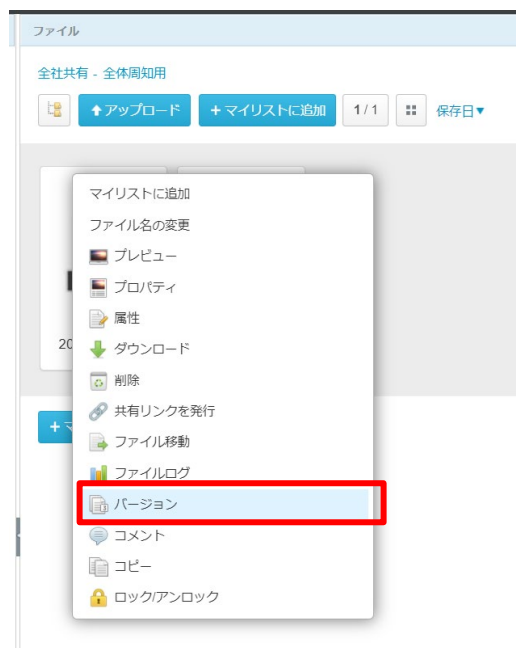 ファイル
全社共有 - 全体周知用
アップロード +マイリストに追加 1/1 保存日▼
マイリストに追加
ファイル名の変更
プレビュー
プロパティ
属性
20
ダウンロード
削除
共有リンクを発行
ファイル移動
+マ
ファイルログ
バージョン
コメント
コピー
ロック/アンロック